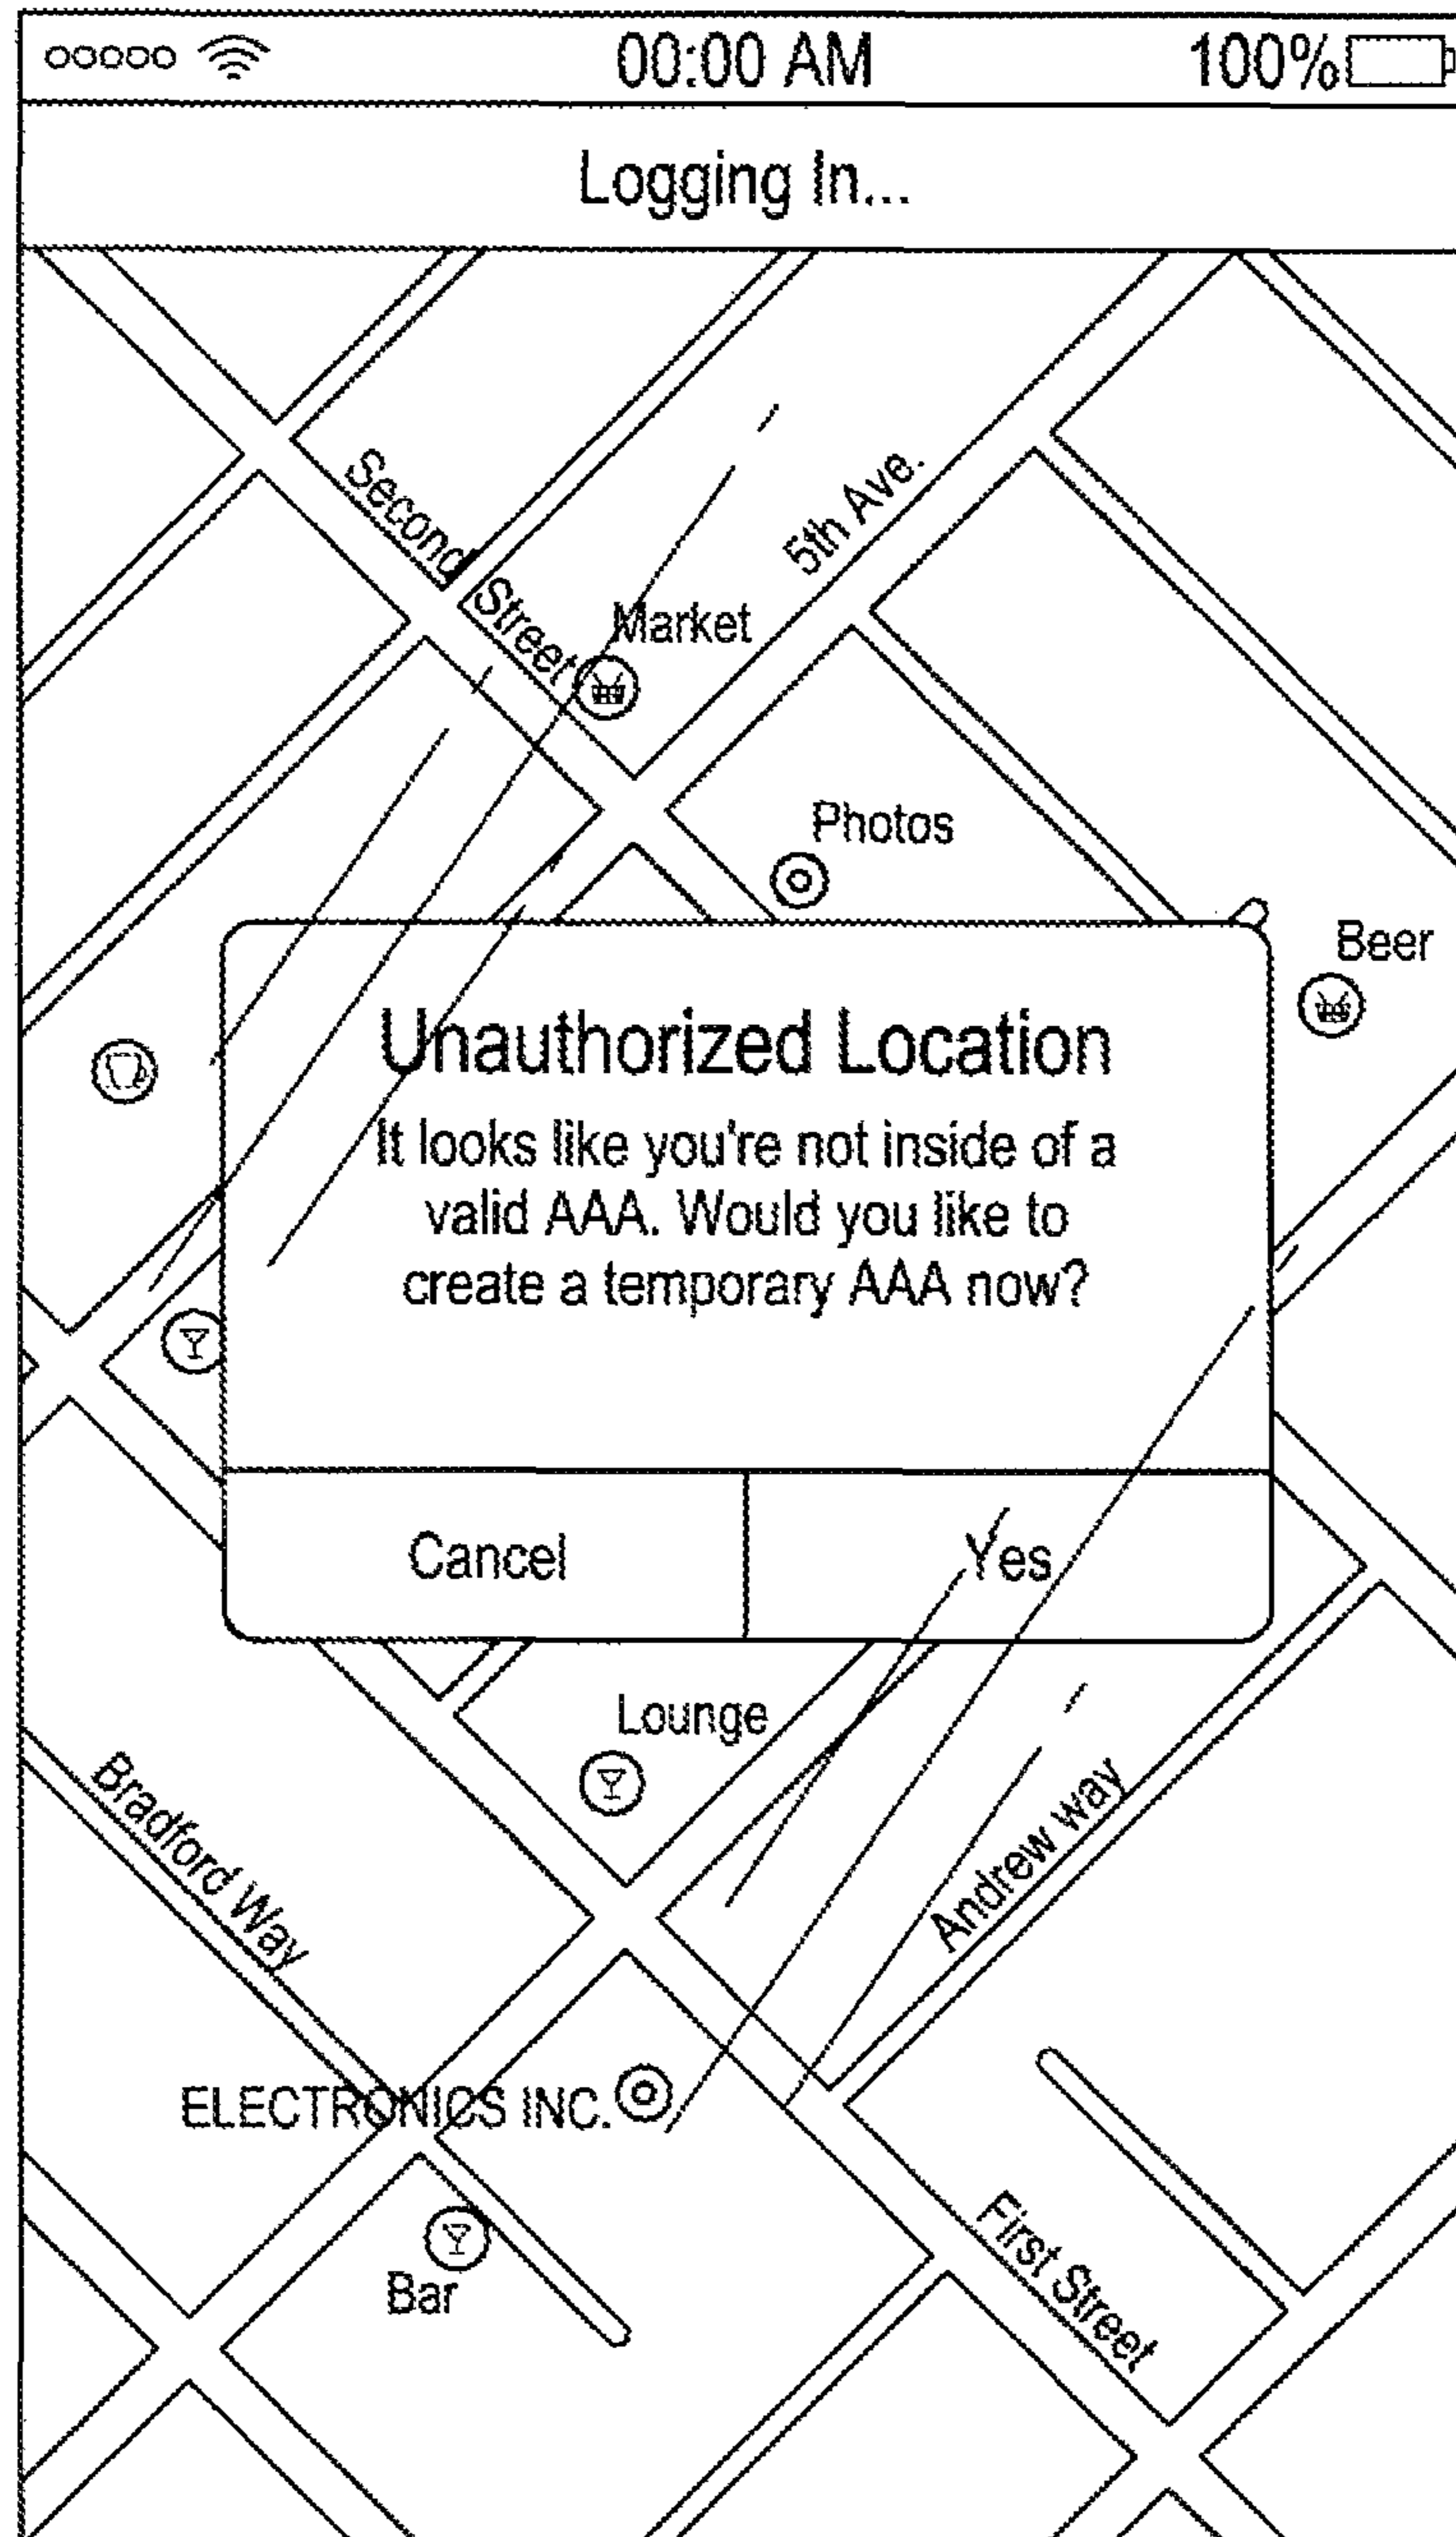 00:00 AM 100%
Logging In...
Second Street
5th Ave.
Market
Photos
Beer
Unauthorized Location
It looks like you're not inside of a
valid AAA. Would you like to
create a temporary AAA now?
Cancel Yes
Lounge
Bradford Way
Andrew way
ELECTRONICS INC.
First Street
Bar